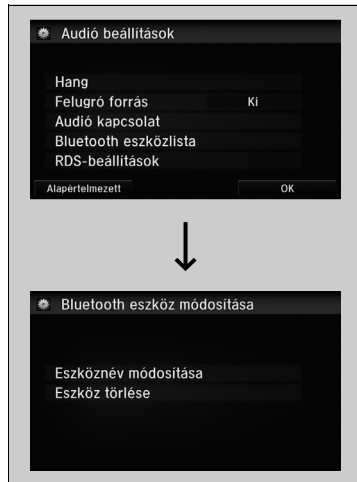 Audió beállítások
Hang
Felugró forrás Ki
Audió kapcsolat
Bluetooth eszközlista
RDS-beállítások
Alapértelmezett OK
Bluetooth eszköz módosítása
Eszköznév módosítása
Eszköz törlése